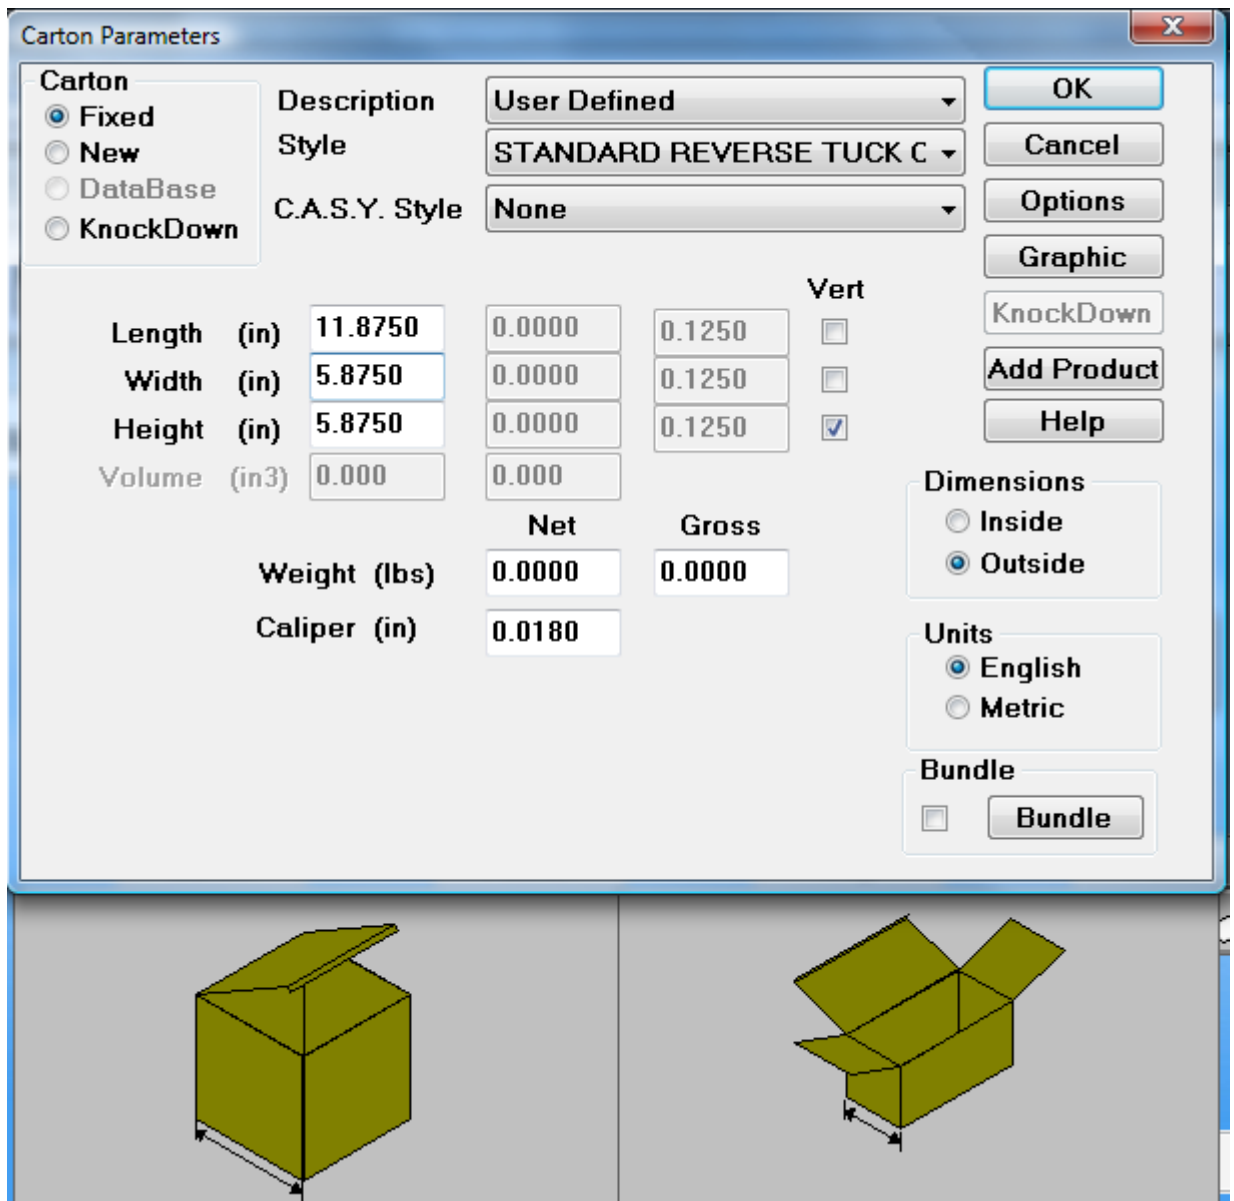 Carton Parameters
X
Carton
Fixed
New
DataBase
KnockDown
Description User Defined
Style STANDARD REVERSE TUCK C
C.A.S.Y. Style None
OK
Cancel
Options
Graphic
KnockDown
Add Product
Help
Vert
Length (in) 11.8750 0.0000 0.1250
Width (in) 5.8750 0.0000 0.1250
Height (in) 5.8750 0.0000 0.1250
Volume (in3) 0.000 0.000
Net Gross
Weight (lbs) 0.0000 0.0000
Caliper (in) 0.0180
Dimensions
Inside
Outside
Units
English
Metric
Bundle
Bundle